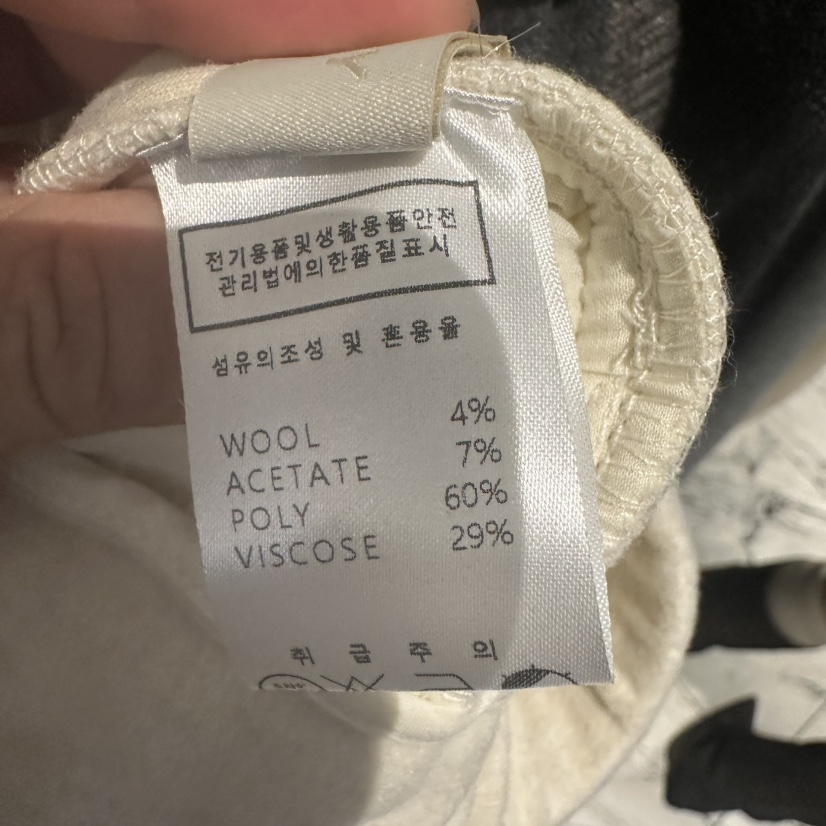 전기용품및생활용품안전
관리법에의한품질표시
섬유의조성 및 혼용율
WOOL 4%
ACETATE 7%
POLY 60%
VISCOSE 29%
취 급 주 의